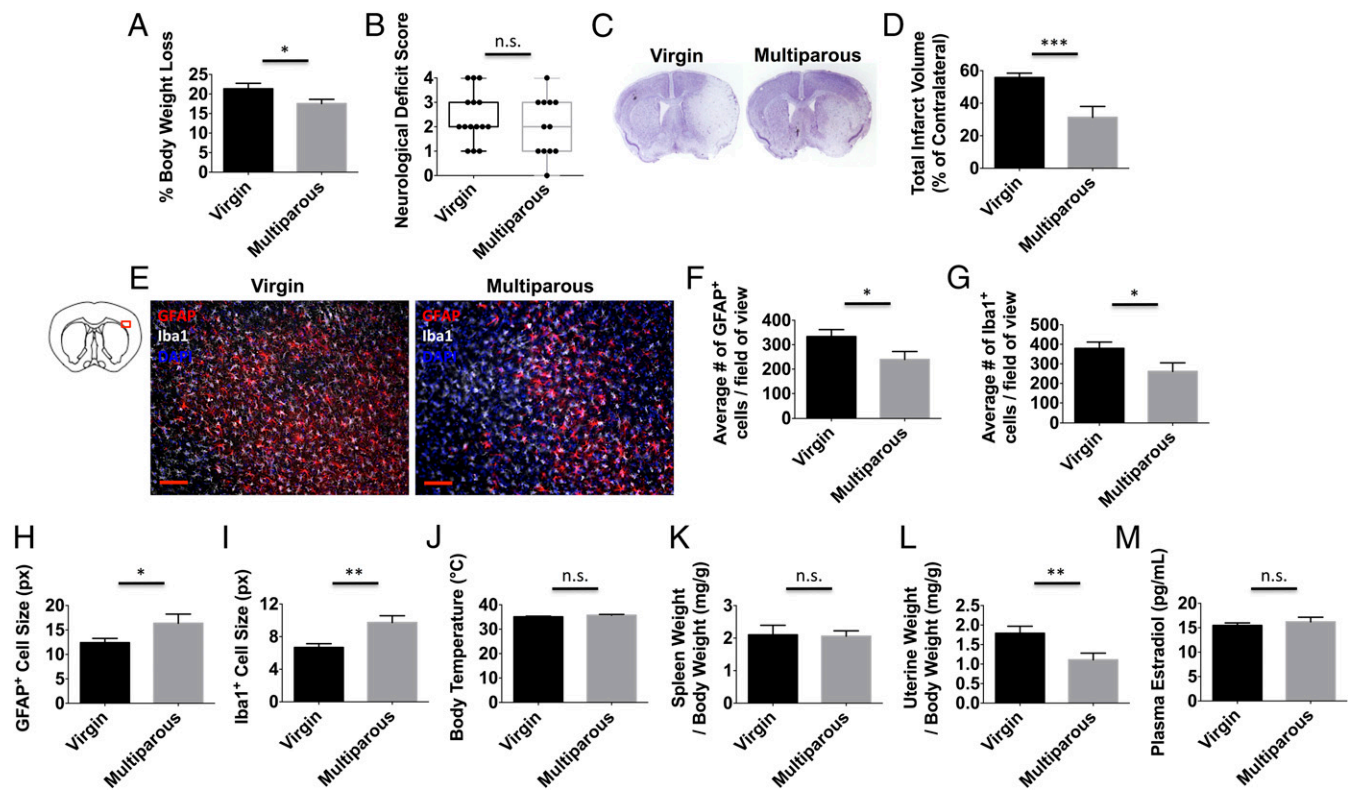 A
% Body Weight Loss
25
20
15
10
5
0
*
Virgin
Multiparous
B
Neurological Deficit Score
4
3
2
1
0
n.s.
Virgin
Multiparous
C
Virgin
Multiparous
D
Total Infarct Volume
(% of Contralateral)
60
40
20
0
***
Virgin
Multiparous
E
Virgin
GFAP
Iba1
DAPI
Multiparous
GFAP
Iba1
DAPI
F
Average # of GFAP+
cells / field of view
400
300
200
100
0
*
Virgin
Multiparous
G
Average # of Iba1+
cells / field of view
500
400
300
200
100
0
*
Virgin
Multiparous
H
GFAP+ Cell Size (px)
20
15
10
5
0
*
Virgin
Multiparous
I
Iba1+ Cell Size (px)
12
8
4
0
**
Virgin
Multiparous
J
Body Temperature (°C)
40
30
20
10
0
n.s.
Virgin
Multiparous
K
Spleen Weight
/ Body Weight (mg/g)
3
2
1
0
n.s.
Virgin
Multiparous
L
Uterine Weight
/ Body Weight (mg/g)
2.5
2.0
1.5
1.0
0.5
0.0
**
Virgin
Multiparous
M
Plasma Estradiol (pg/mL)
20
15
10
5
0
n.s.
Virgin
Multiparous